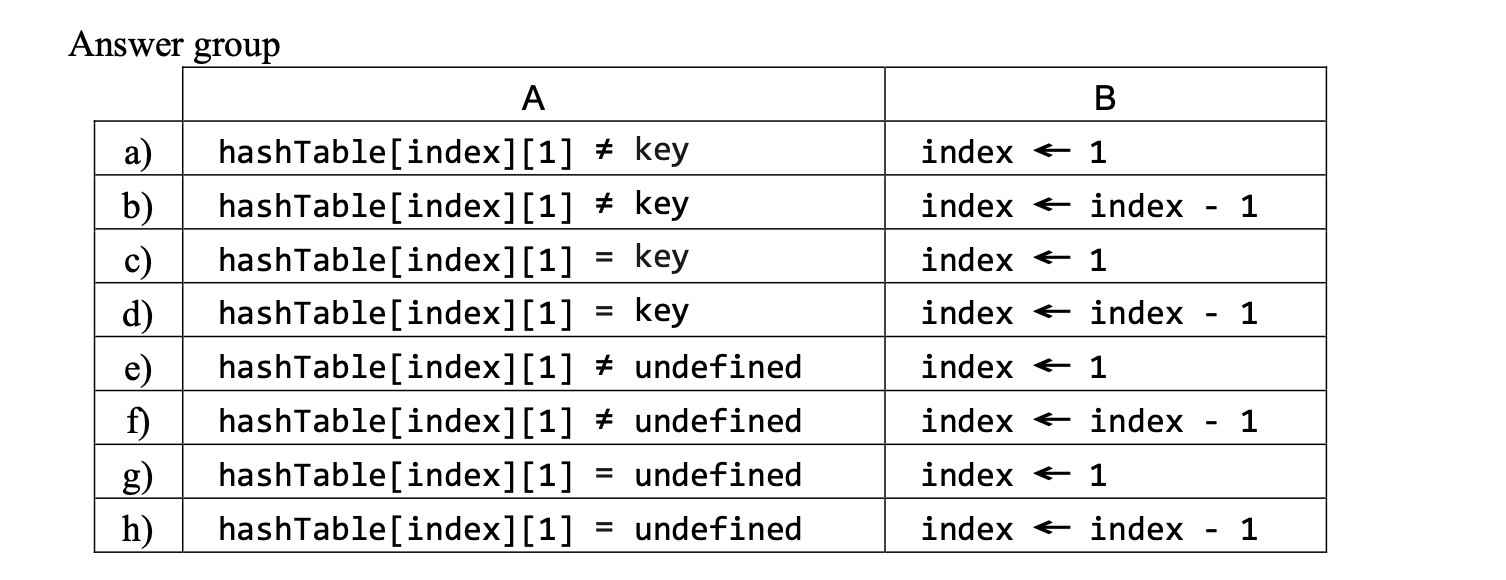 Answer group
A B
a) hashTable[index][1] ≠ key index ← 1
b) hashTable[index][1] ≠ key index ← index - 1
c) hashTable[index][1] = key index ← 1
d) hashTable[index][1] = key index ← index - 1
e) hashTable[index][1] ≠ undefined index ← 1
f) hashTable[index][1] ≠ undefined index ← index - 1
g) hashTable[index][1] = undefined index ← 1
h) hashTable[index][1] = undefined index ← index - 1